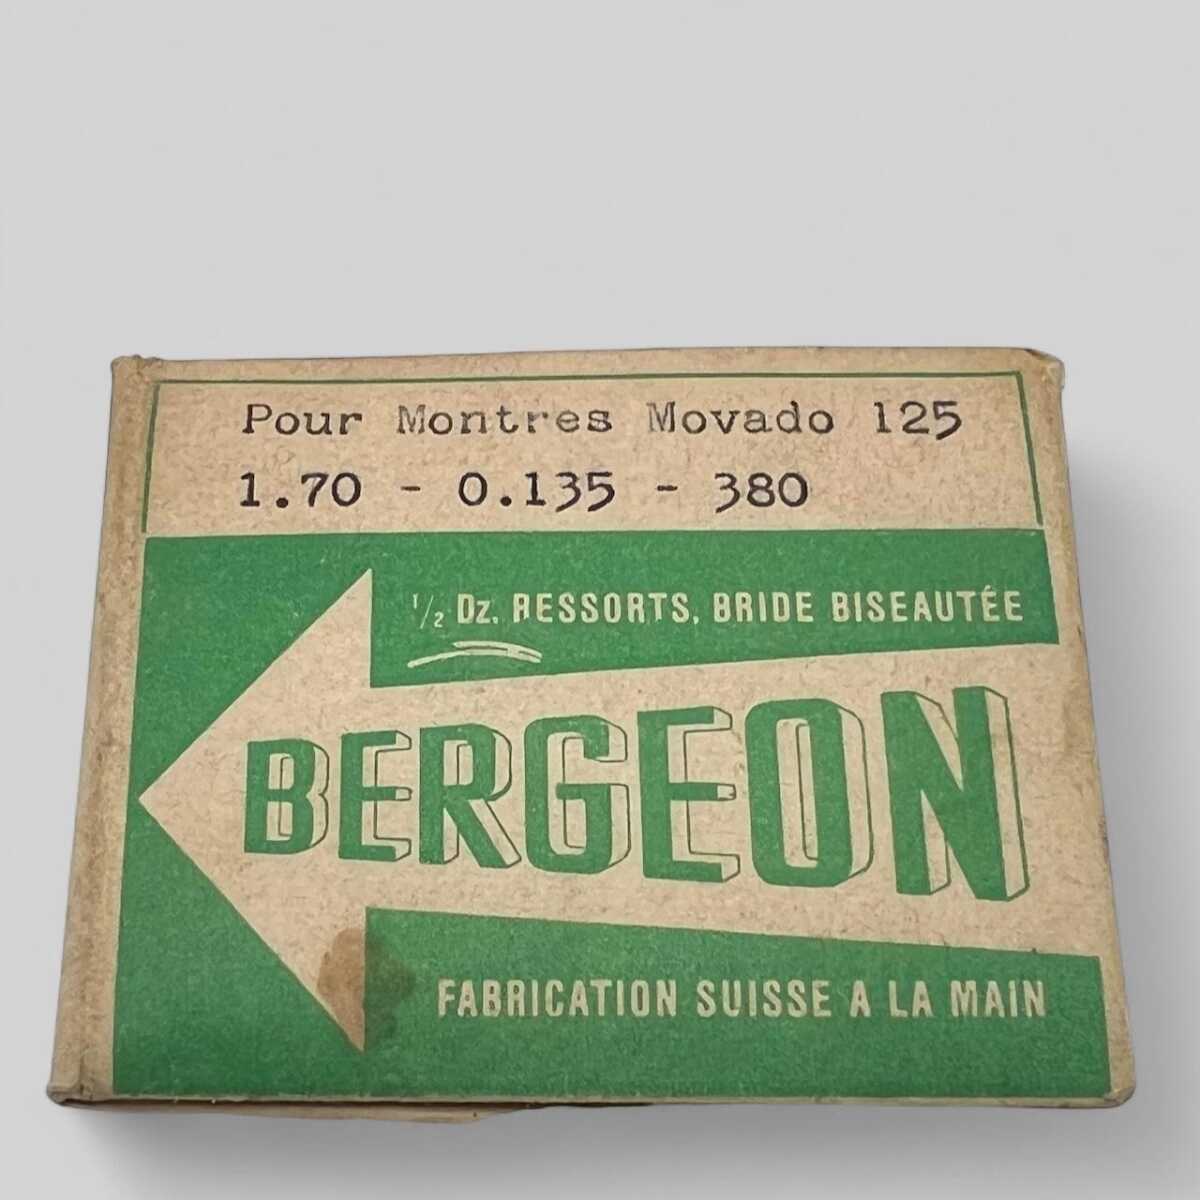 Pour Montres Movado 125
1.70 - 0.135 - 380
1/2 Dz. RESSORTS, BRIDE BISEAUTÉE
BERGEON
FABRICATION SUISSE A LA MAIN